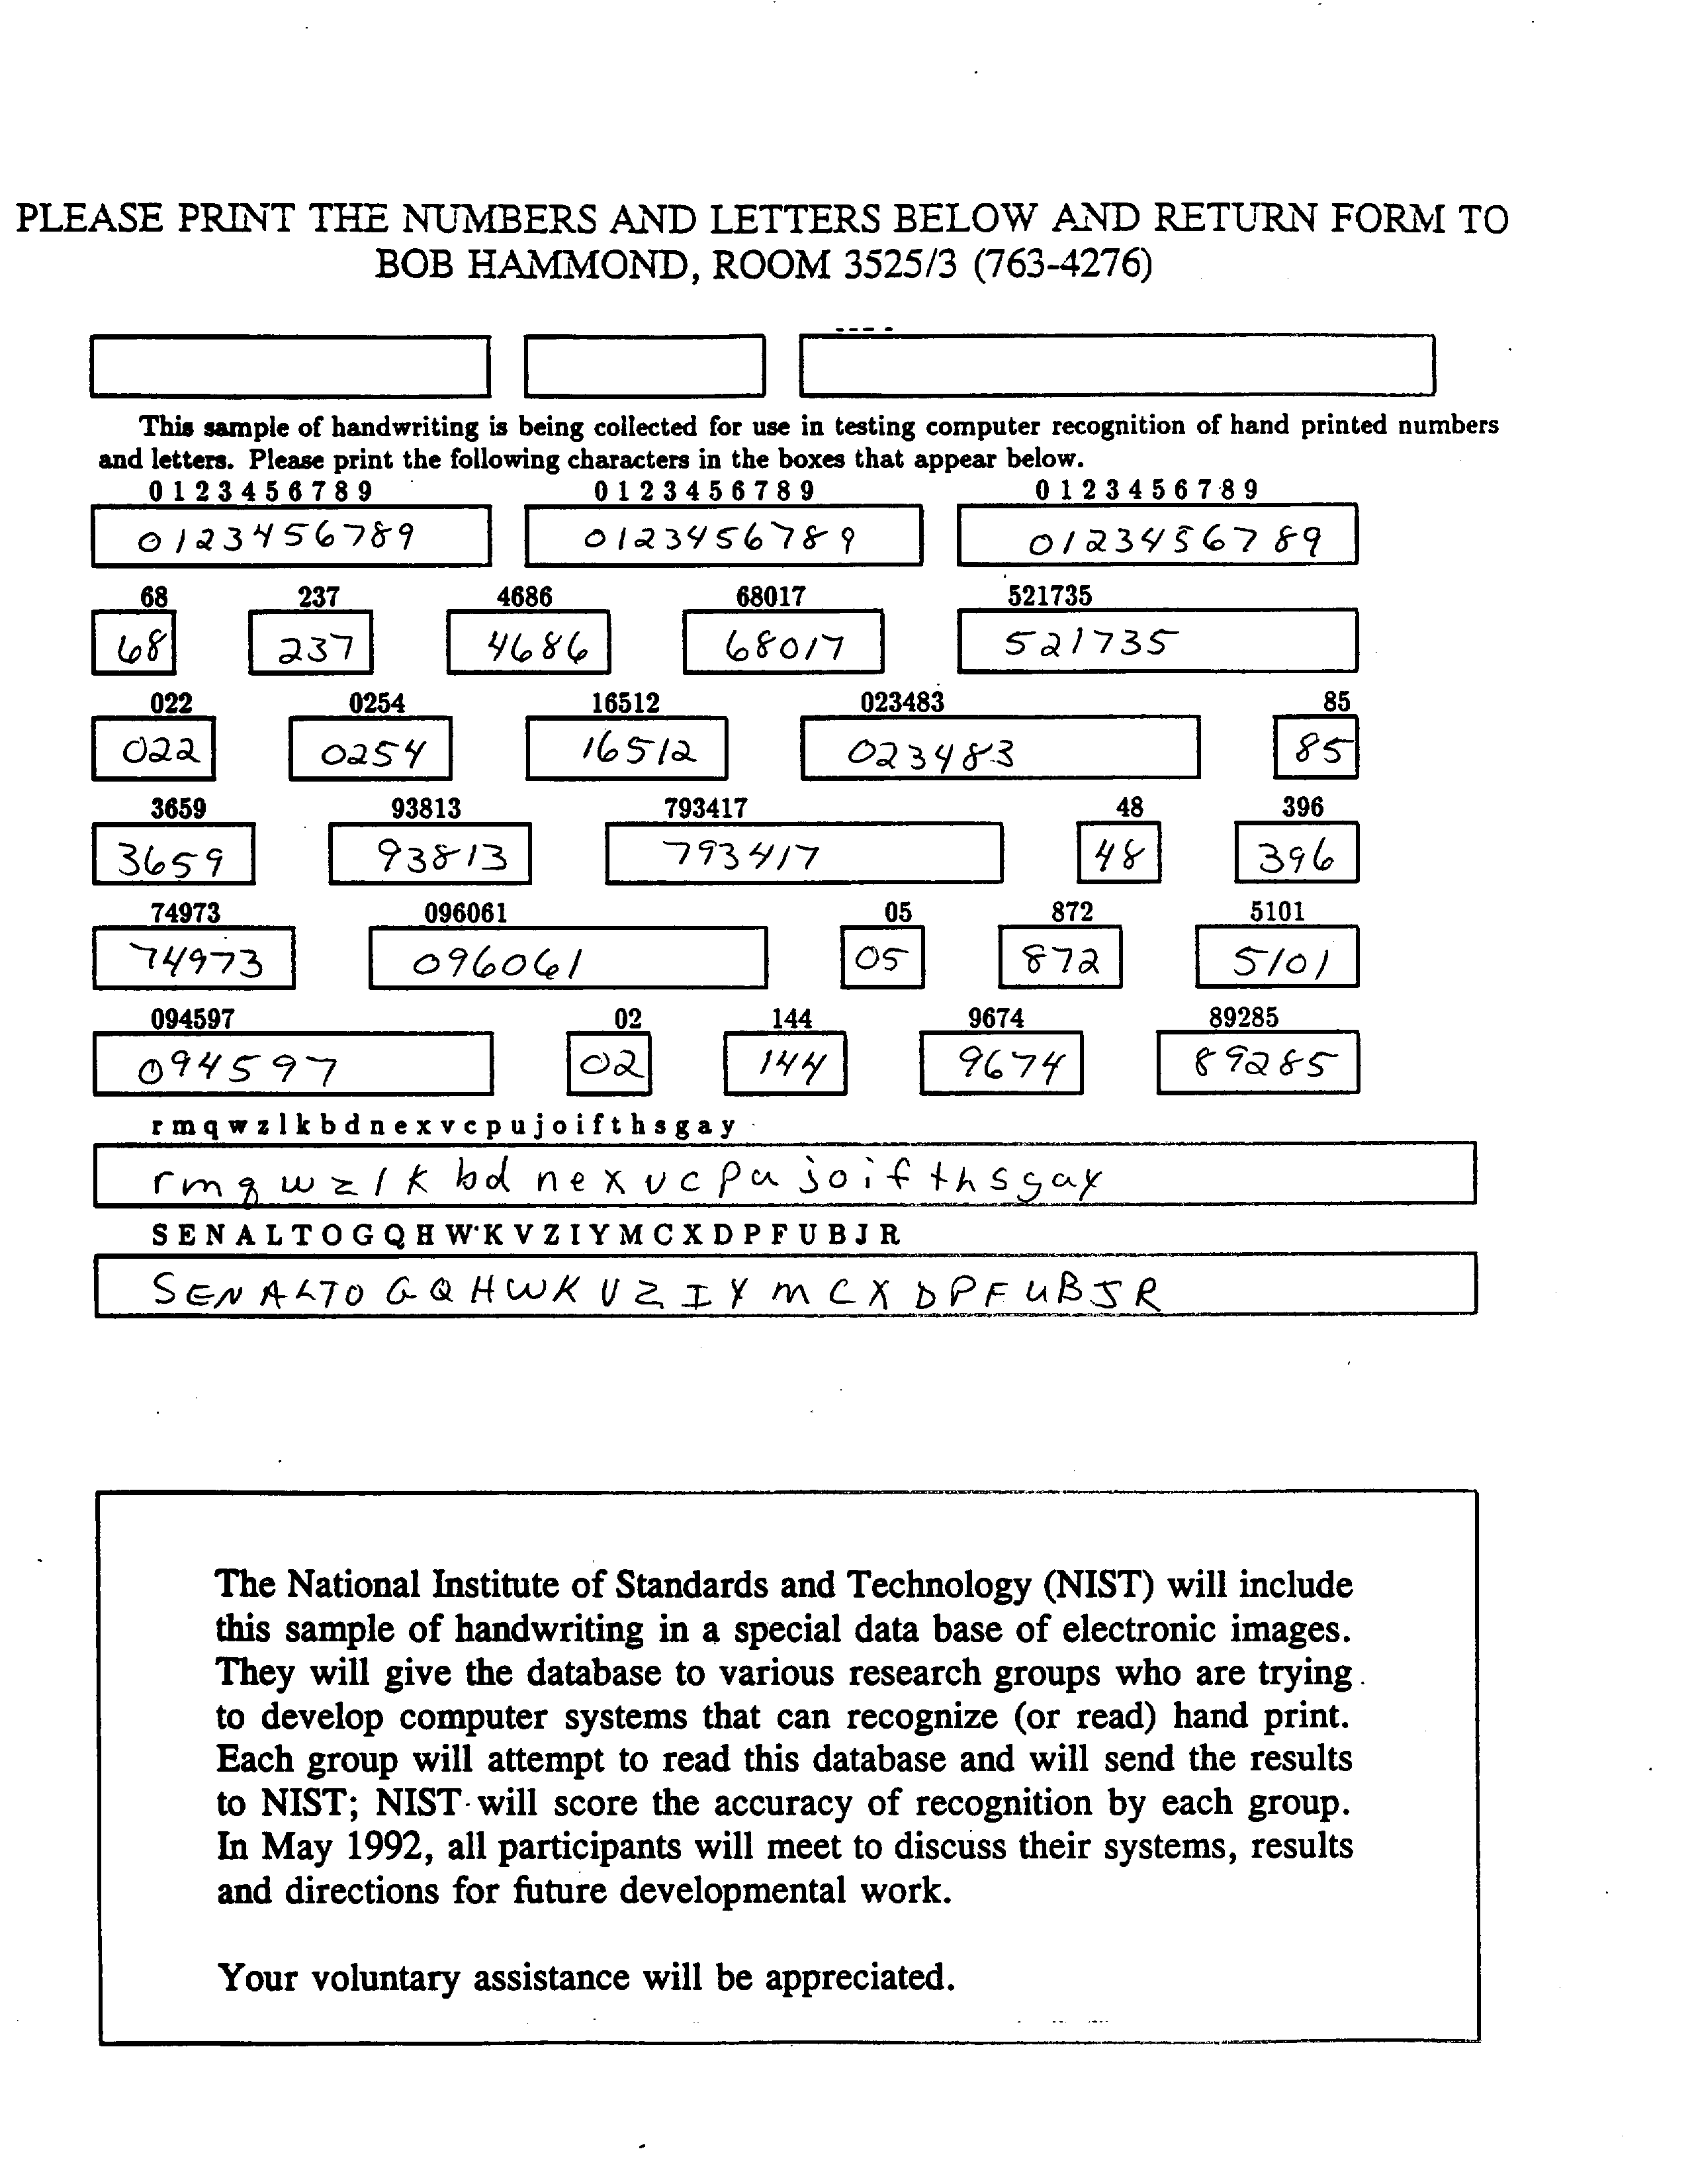 PLEASE PRINT THE NUMBERS AND LETTERS BELOW AND RETURN FORM TO
BOB HAMMOND, ROOM 3525/3 (763-4276)
This sample of handwriting is being collected for use in testing computer recognition of hand printed numbers
and letters. Please print the following characters in the boxes that appear below.
0 1 2 3 4 5 6 7 8 9 0 1 2 3 4 5 6 7 8 9 0 1 2 3 4 5 6 7 8 9
0123456789 0123456789 0123456789
68 237 4686 68017 521735
68 237 4686 68017 521735
022 0254 16512 023483 85
022 0254 16512 023483 85
3659 93813 793417 48 396
3659 93813 793417 48 396
74973 096061 05 872 5101
74973 096061 05 872 5101
094597 02 144 9674 89285
094597 02 144 9674 89285
r m q w z l k b d n e x v c p u j o i f t h s g a y
r m q w z l k b d n e x v c p u j o i f t h s g a y
S E N A L T O G Q H W K V Z I Y M C X D P F U B J R
S E N A L T O G Q H W K V Z I Y M C X D P F U B J R
The National Institute of Standards and Technology (NIST) will include
this sample of handwriting in a special data base of electronic images.
They will give the database to various research groups who are trying
to develop computer systems that can recognize (or read) hand print.
Each group will attempt to read this database and will send the results
to NIST; NIST will score the accuracy of recognition by each group.
In May 1992, all participants will meet to discuss their systems, results
and directions for future developmental work.
Your voluntary assistance will be appreciated.